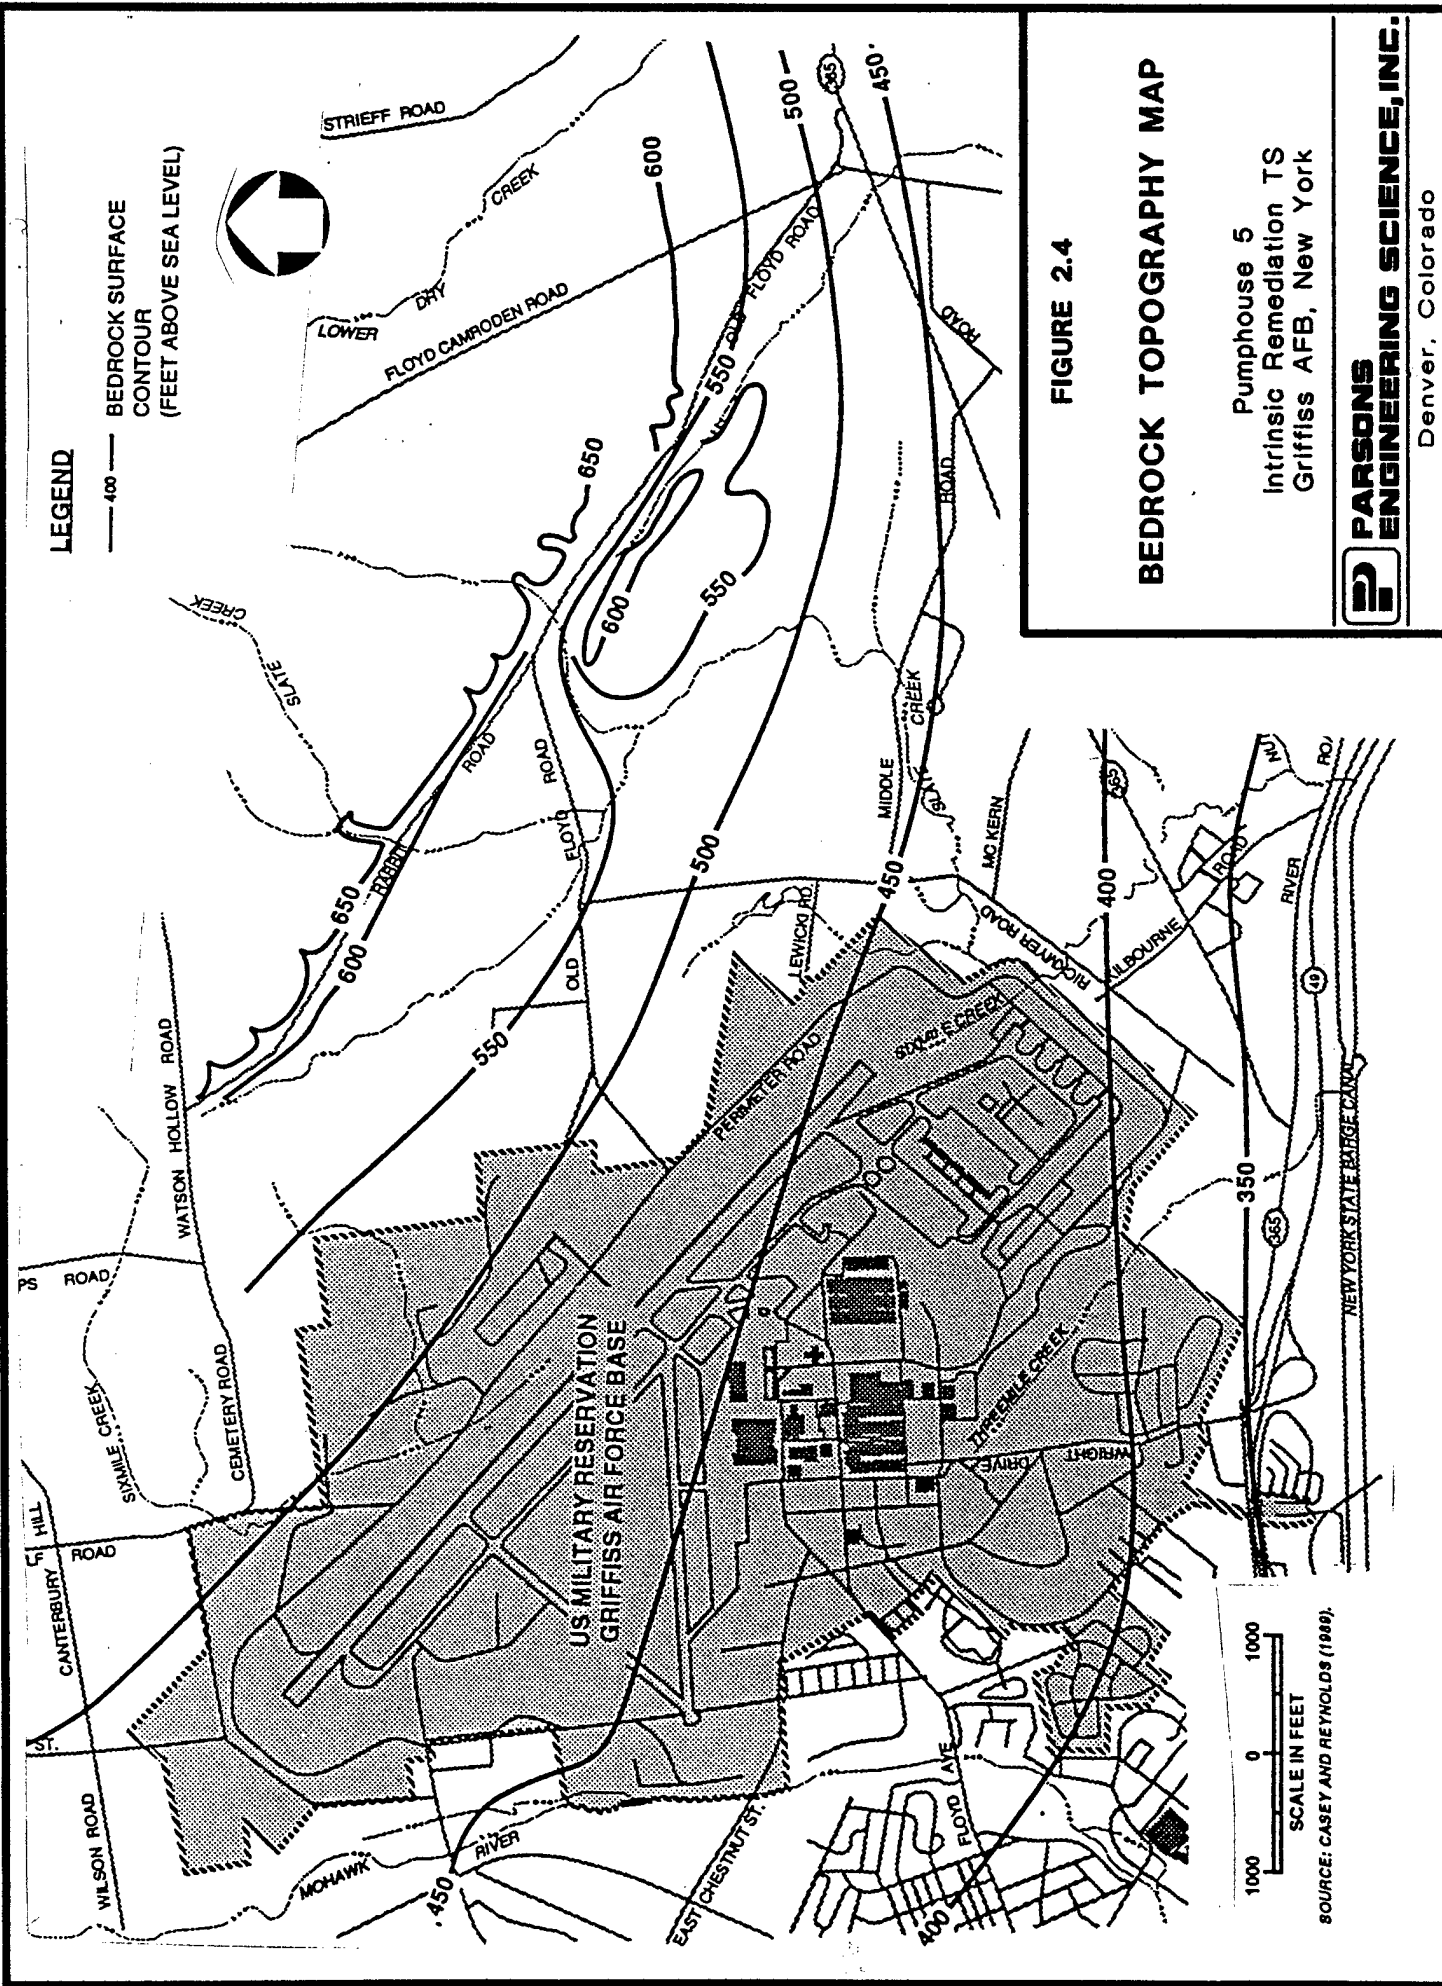 LEGEND
400
BEDROCK SURFACE
CONTOUR
(FEET ABOVE SEA LEVEL)
STRIEFF ROAD
LOWER
DRY
CREEK
FLOYD CAMRODEN ROAD
600
500
365
450
SLATE
CREEK
650
600
550
OLD
FLOYD ROAD
550
ROAD
FLOYD
ROAD
OLD
WATSON HOLLOW ROAD
650
600
550
500
450
400
350
MIDDLE
ROAD
ROAD
CREEK
MC KERN
LEWICKI RD.
RICKMYER ROAD
KILBOURNE
ROAD
365
RIVER
49
365
NEW YORK STATE BARGE CANAL
PERIMETER ROAD
PS ROAD
SIXMILE CREEK
CEMETERY ROAD
HILL
ROAD
CANTERBURY
ST.
WILSON ROAD
MOHAWK
RIVER
450
EAST CHESTNUT ST.
FLOYD
AVE
400
US MILITARY RESERVATION
GRIFFISS AIR FORCE BASE
THREEMILE CREEK
WRIGHT
DRIVE
1000
0
1000
SCALE IN FEET
SOURCE: CASEY AND REYNOLDS (1989).
FIGURE 2.4
BEDROCK TOPOGRAPHY MAP
Pumphouse 5
Intrinsic Remediation TS
Griffiss AFB, New York
PARSONS
ENGINEERING SCIENCE, INC.
Denver, Colorado